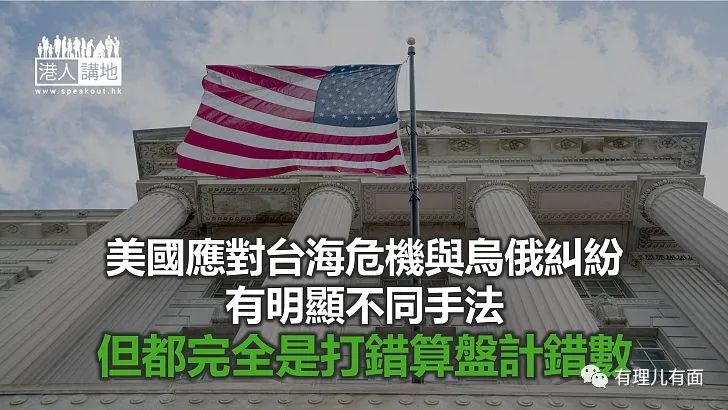 港人講地
www.speakout.hk
美國應對台海危機與烏俄糾紛
有明顯不同手法
但都完全是打錯算盤計錯數
有理儿有面